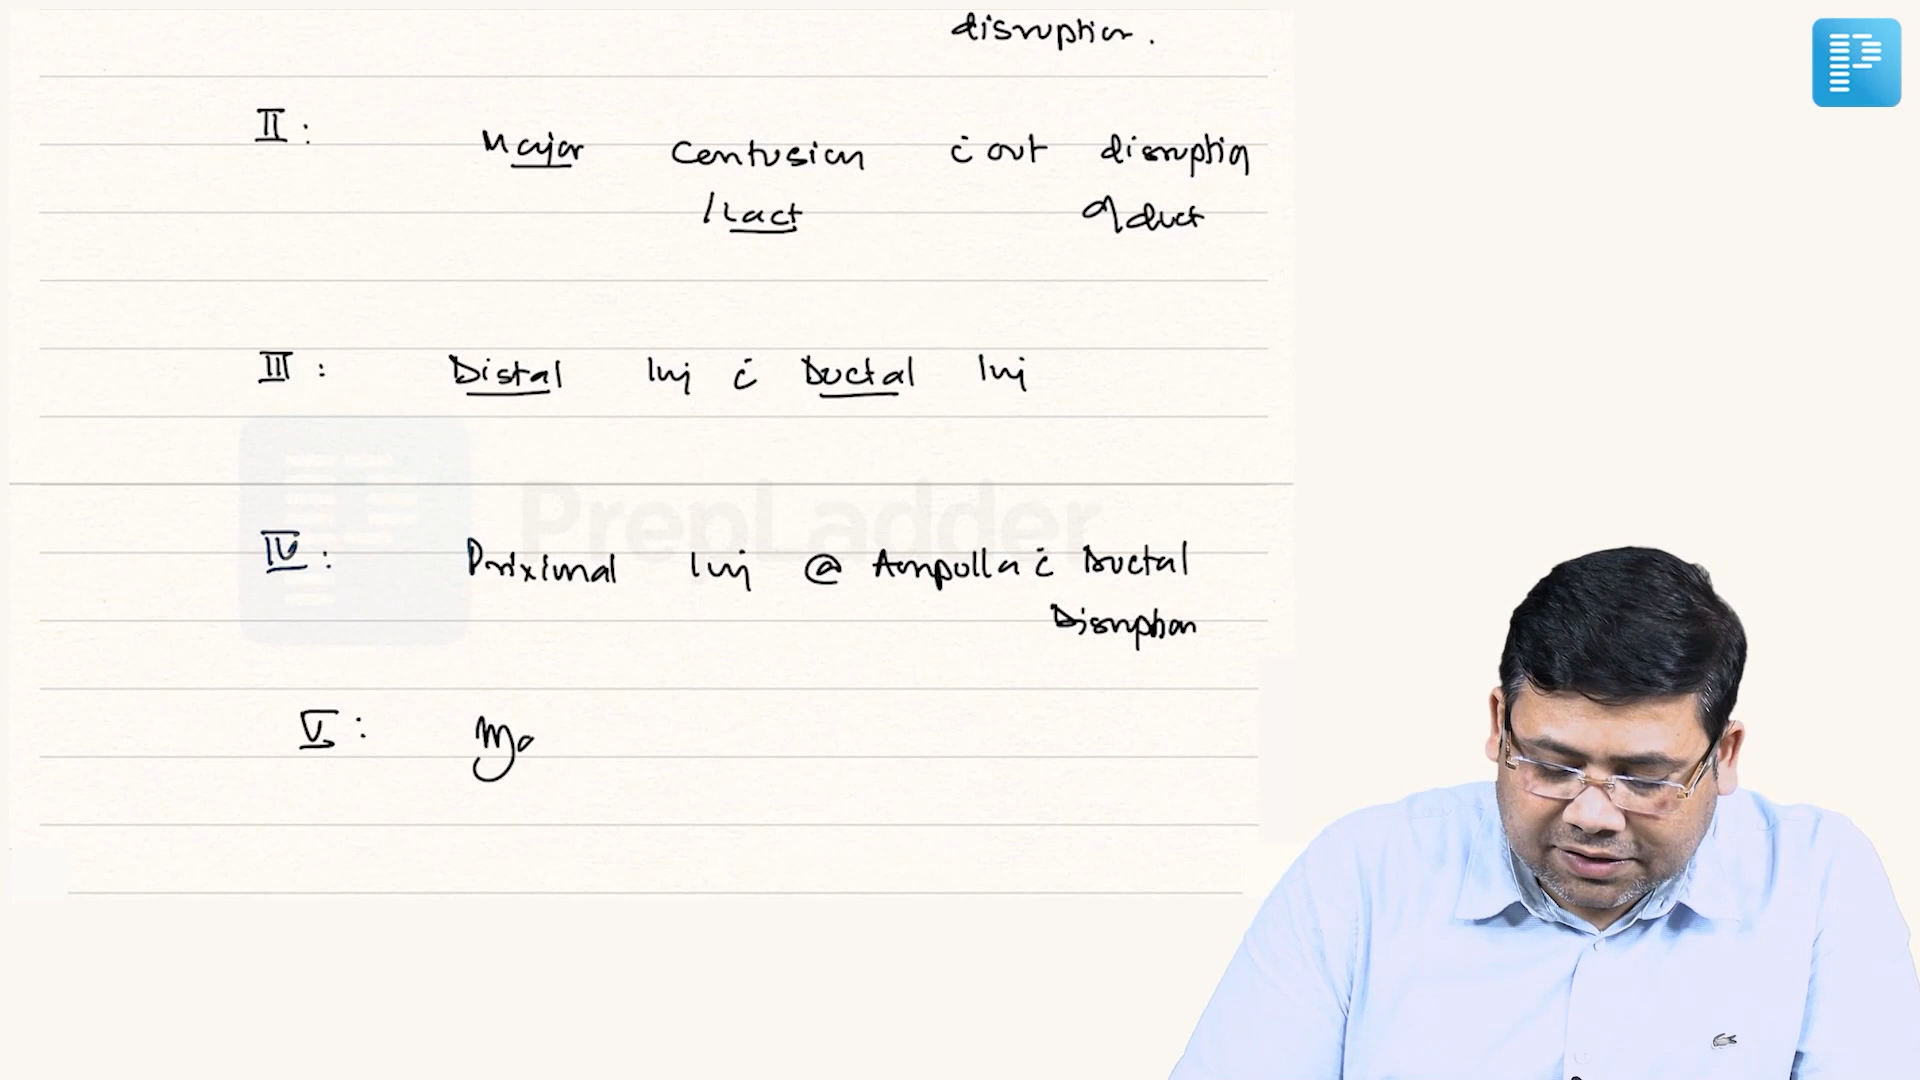 disruption.
II: Major Contusion c̄ out disruption
/Lact of duct
III: Distal Inj c̄ Ductal Inj
PrepLadder
IV: Proximal Inj @ Ampulla c̄ Ductal
Disruption
V: Ma